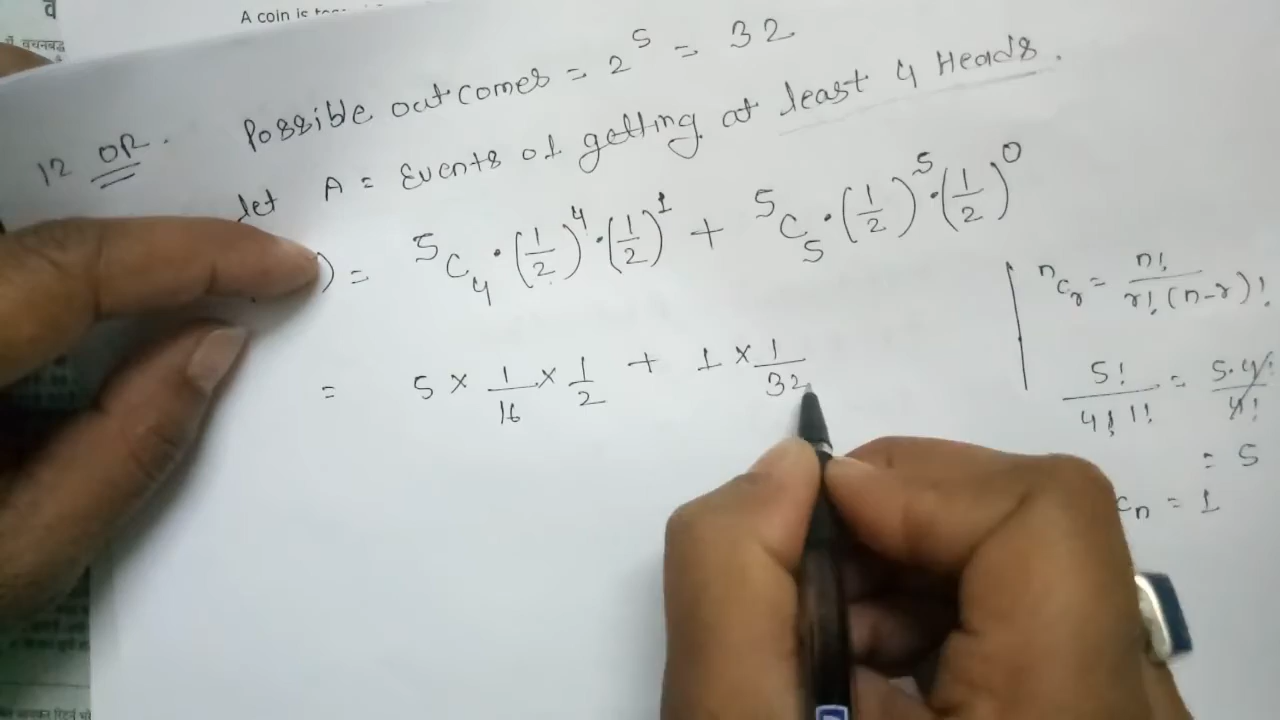 A coin is
वचनबद्ध
12 OR. Possible outcomes = 2^5 = 32
let A = Events of getting at least 4 Heads.
) = ⁵C₄ · (1/2)^4 · (1/2)^1 + ⁵C₅ · (1/2)^5 · (1/2)^0
= 5 × 1/16 × 1/2 + 1 × 1/32
ⁿCᵣ = n!/r!(n-r)!
5!/4!1! = 5·4!/4!
= 5
Cₙ = 1